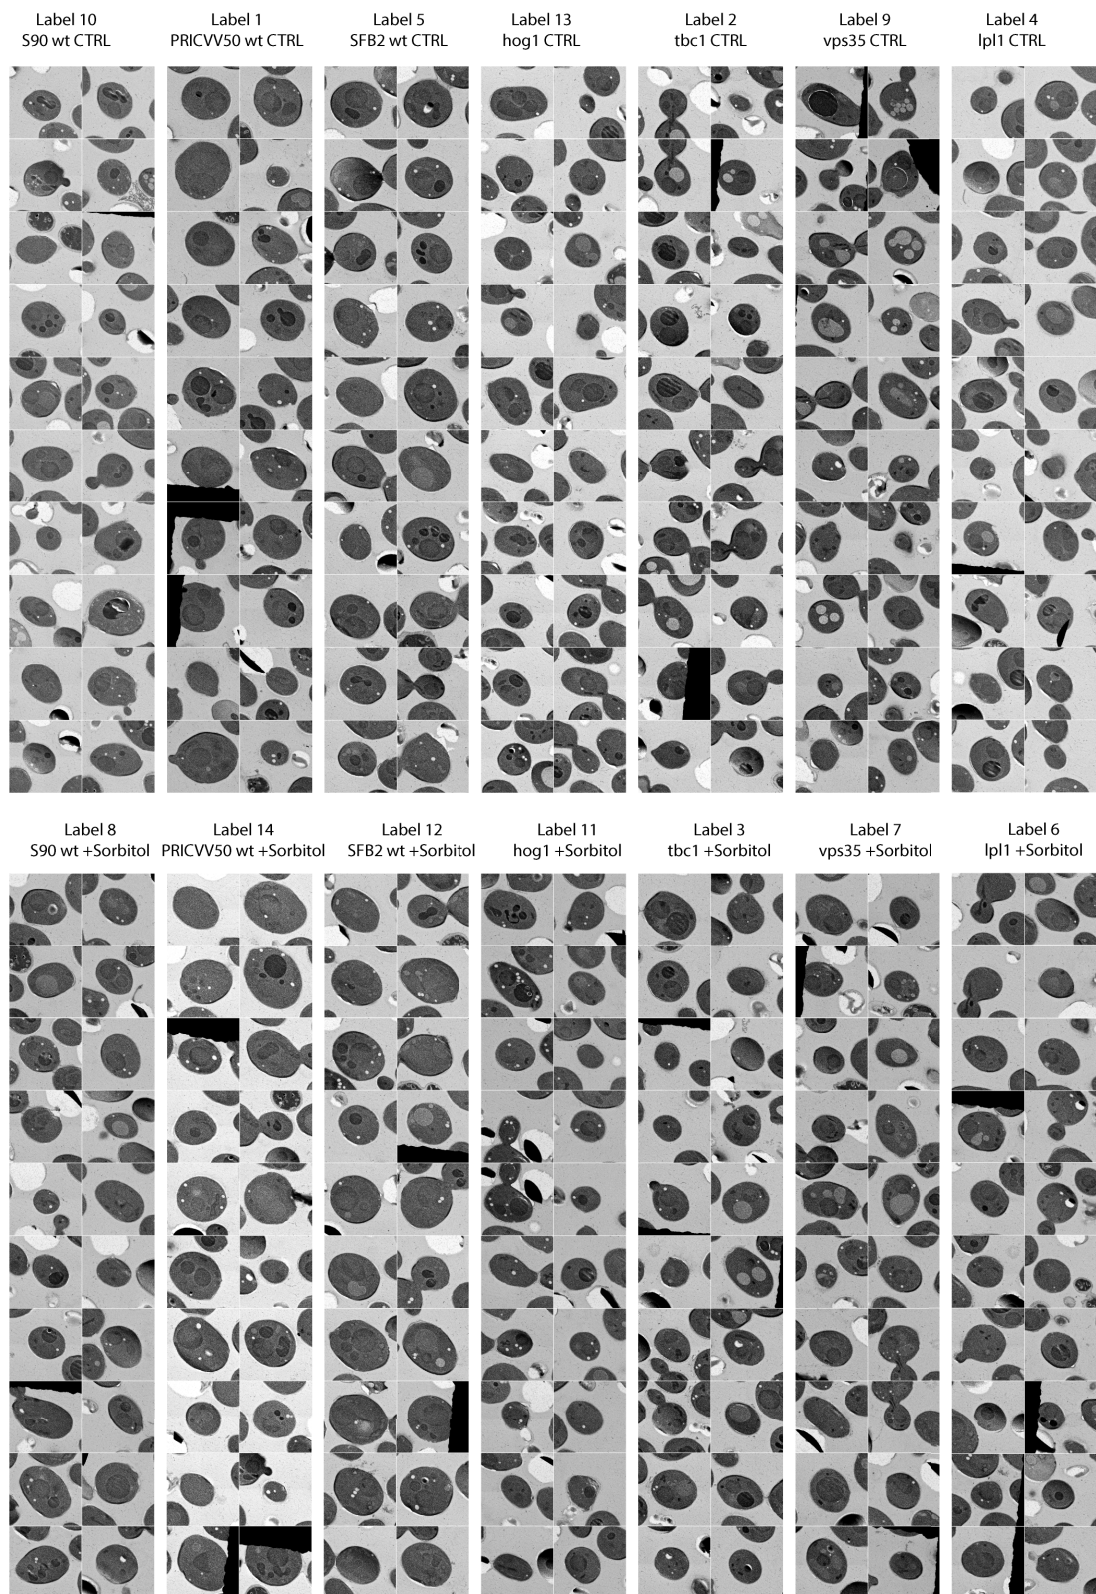 Label 10
S90 wt CTRL
Label 1
PRICVV50 wt CTRL
Label 5
SFB2 wt CTRL
Label 13
hog1 CTRL
Label 2
tbc1 CTRL
Label 9
vps35 CTRL
Label 4
lpl1 CTRL
Label 8
S90 wt +Sorbitol
Label 14
PRICVV50 wt +Sorbitol
Label 12
SFB2 wt +Sorbitol
Label 11
hog1 +Sorbitol
Label 3
tbc1 +Sorbitol
Label 7
vps35 +Sorbitol
Label 6
lpl1 +Sorbitol